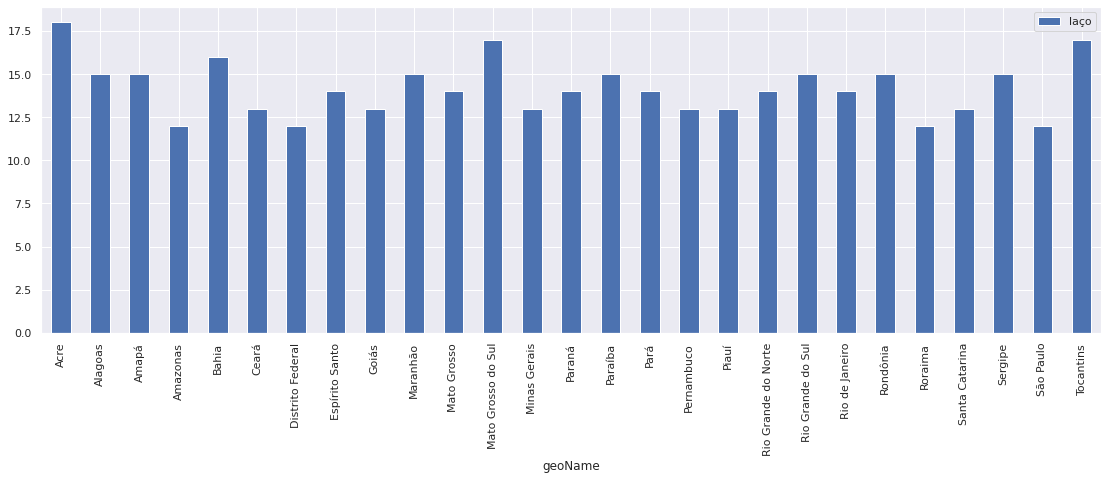 laço
17.5
15.0
12.5
10.0
7.5
5.0
2.5
0.0
Acre
Alagoas
Amapá
Amazonas
Bahia
Ceará
Distrito Federal
Espírito Santo
Goiás
Maranhão
Mato Grosso
Mato Grosso do Sul
Minas Gerais
Paraná
Paraíba
Pará
Pernambuco
Piauí
Rio Grande do Norte
Rio Grande do Sul
Rio de Janeiro
Rondônia
Roraima
Santa Catarina
Sergipe
São Paulo
Tocantins
geoName